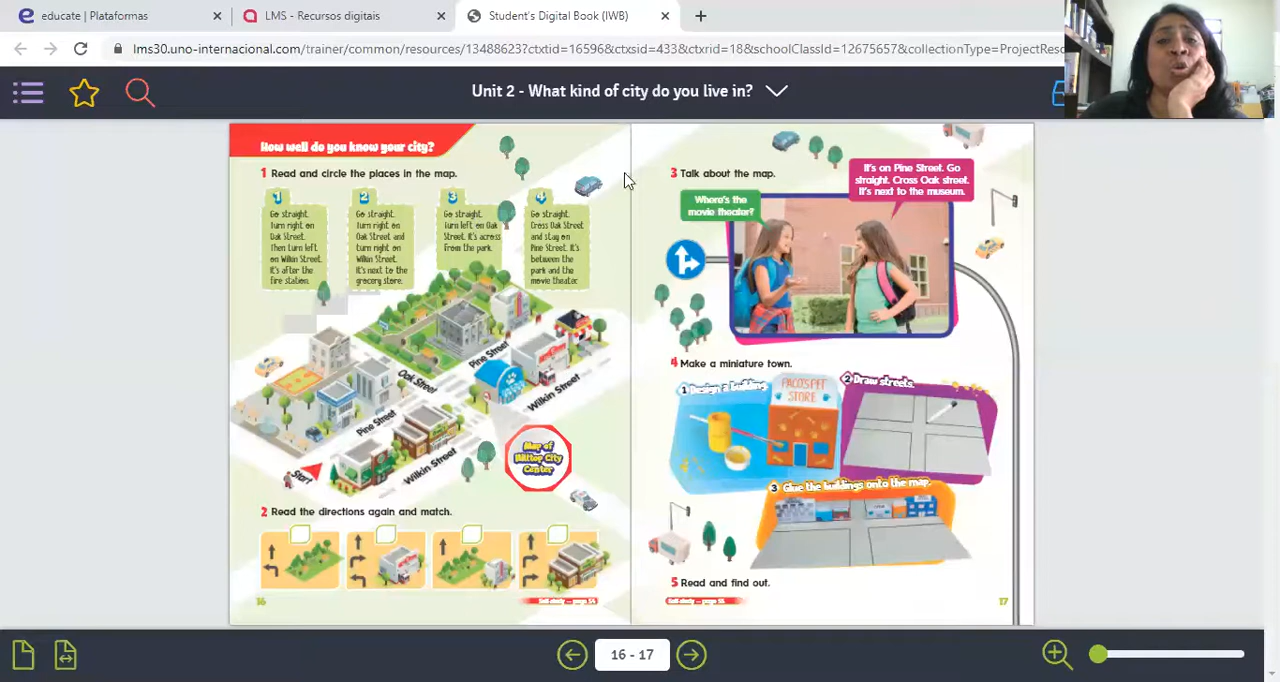 educate | Plataformas
LMS - Recursos digitais
Student's Digital Book (IWB)
lms30.uno-internacional.com/trainer/common/resources/13488623?ctxtid=16596&ctxsid=433&ctxrid=18&schoolClassId=12675657&collectionType=ProjectResc
Unit 2 - What kind of city do you live in?
How well do you know your city?
1 Read and circle the places in the map.
1
Go straight.
Turn right on
Oak Street.
Then turn left
on Wilkin Street.
It's after the
fire station.
2
Go straight.
Turn right on
Oak Street and
turn right on
Wilkin Street.
It's next to the
grocery store.
3
Go straight.
Turn left on Oak
Street. It's across
from the park.
4
Go straight.
Cross Oak Street
and stay on
Pine Street. It's
between the
park and the
movie theater.
Pine Street
Oak Street
Wilkin Street
Pine Street
Wilkin Street
Start
Map of
Hilltop City
Center
2 Read the directions again and match.
16
3 Talk about the map.
Where's the
movie theater?
It's on Pine Street. Go
straight. Cross Oak street.
It's next to the museum.
4 Make a miniature town.
1 Design a building.
PACO'S PET
STORE
2 Draw streets.
3 Glue the buildings onto the map.
5 Read and find out.
17
16 - 17